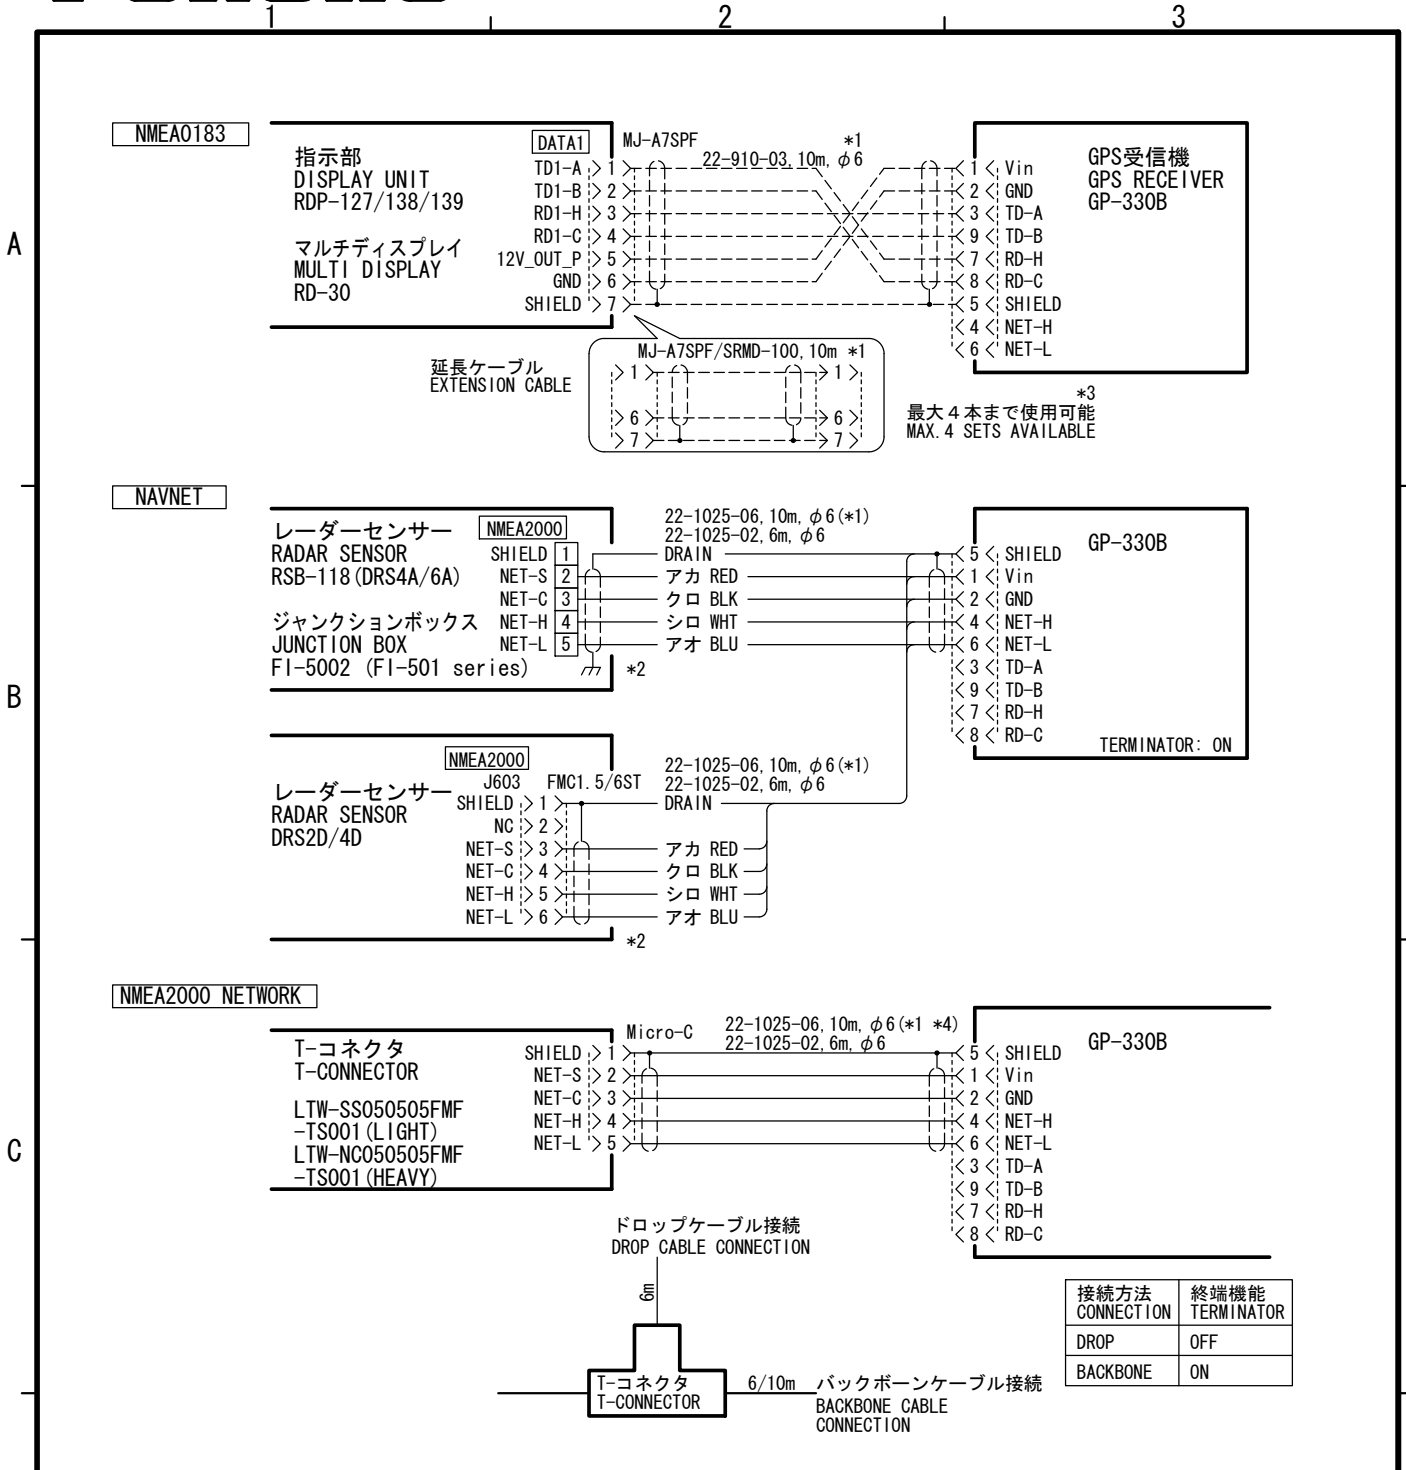 1 2 3
A
NMEA0183
指示部
DISPLAY UNIT
RDP-127/138/139
マルチディスプレイ
MULTI DISPLAY
RD-30
DATA1
TD1-A 1
TD1-B 2
RD1-H 3
RD1-C 4
12V_OUT_P 5
GND 6
SHIELD 7
MJ-A7SPF
*1
22-910-03,10m,φ6
1 Vin
2 GND
3 TD-A
9 TD-B
7 RD-H
8 RD-C
5 SHIELD
4 NET-H
6 NET-L
GPS受信機
GPS RECEIVER
GP-330B
延長ケーブル
EXTENSION CABLE
MJ-A7SPF/SRMD-100,10m *1
1 1
6 6
7 7
*3
最大4本まで使用可能
MAX.4 SETS AVAILABLE
B
NAVNET
レーダーセンサー
RADAR SENSOR
RSB-118(DRS4A/6A)
ジャンクションボックス
JUNCTION BOX
FI-5002 (FI-501 series)
NMEA2000
SHIELD 1
NET-S 2
NET-C 3
NET-H 4
NET-L 5
*2
22-1025-06,10m,φ6(*1)
22-1025-02,6m,φ6
DRAIN
アカ RED
クロ BLK
シロ WHT
アオ BLU
5 SHIELD
1 Vin
2 GND
4 NET-H
6 NET-L
3 TD-A
9 TD-B
7 RD-H
8 RD-C
GP-330B
TERMINATOR: ON
レーダーセンサー
RADAR SENSOR
DRS2D/4D
NMEA2000
J603 FMC1.5/6ST
SHIELD 1
NC 2
NET-S 3
NET-C 4
NET-H 5
NET-L 6
*2
22-1025-06,10m,φ6(*1)
22-1025-02,6m,φ6
DRAIN
アカ RED
クロ BLK
シロ WHT
アオ BLU
C
NMEA2000 NETWORK
T-コネクタ
T-CONNECTOR
LTW-SS050505FMF
-TS001(LIGHT)
LTW-NC050505FMF
-TS001(HEAVY)
SHIELD 1
NET-S 2
NET-C 3
NET-H 4
NET-L 5
Micro-C
22-1025-06,10m,φ6(*1 *4)
22-1025-02,6m,φ6
5 SHIELD
1 Vin
2 GND
4 NET-H
6 NET-L
3 TD-A
9 TD-B
7 RD-H
8 RD-C
GP-330B
ドロップケーブル接続
DROP CABLE CONNECTION
6m
T-コネクタ
T-CONNECTOR
6/10m
バックボーンケーブル接続
BACKBONE CABLE
CONNECTION
接続方法 終端機能
CONNECTION TERMINATOR
DROP OFF
BACKBONE ON